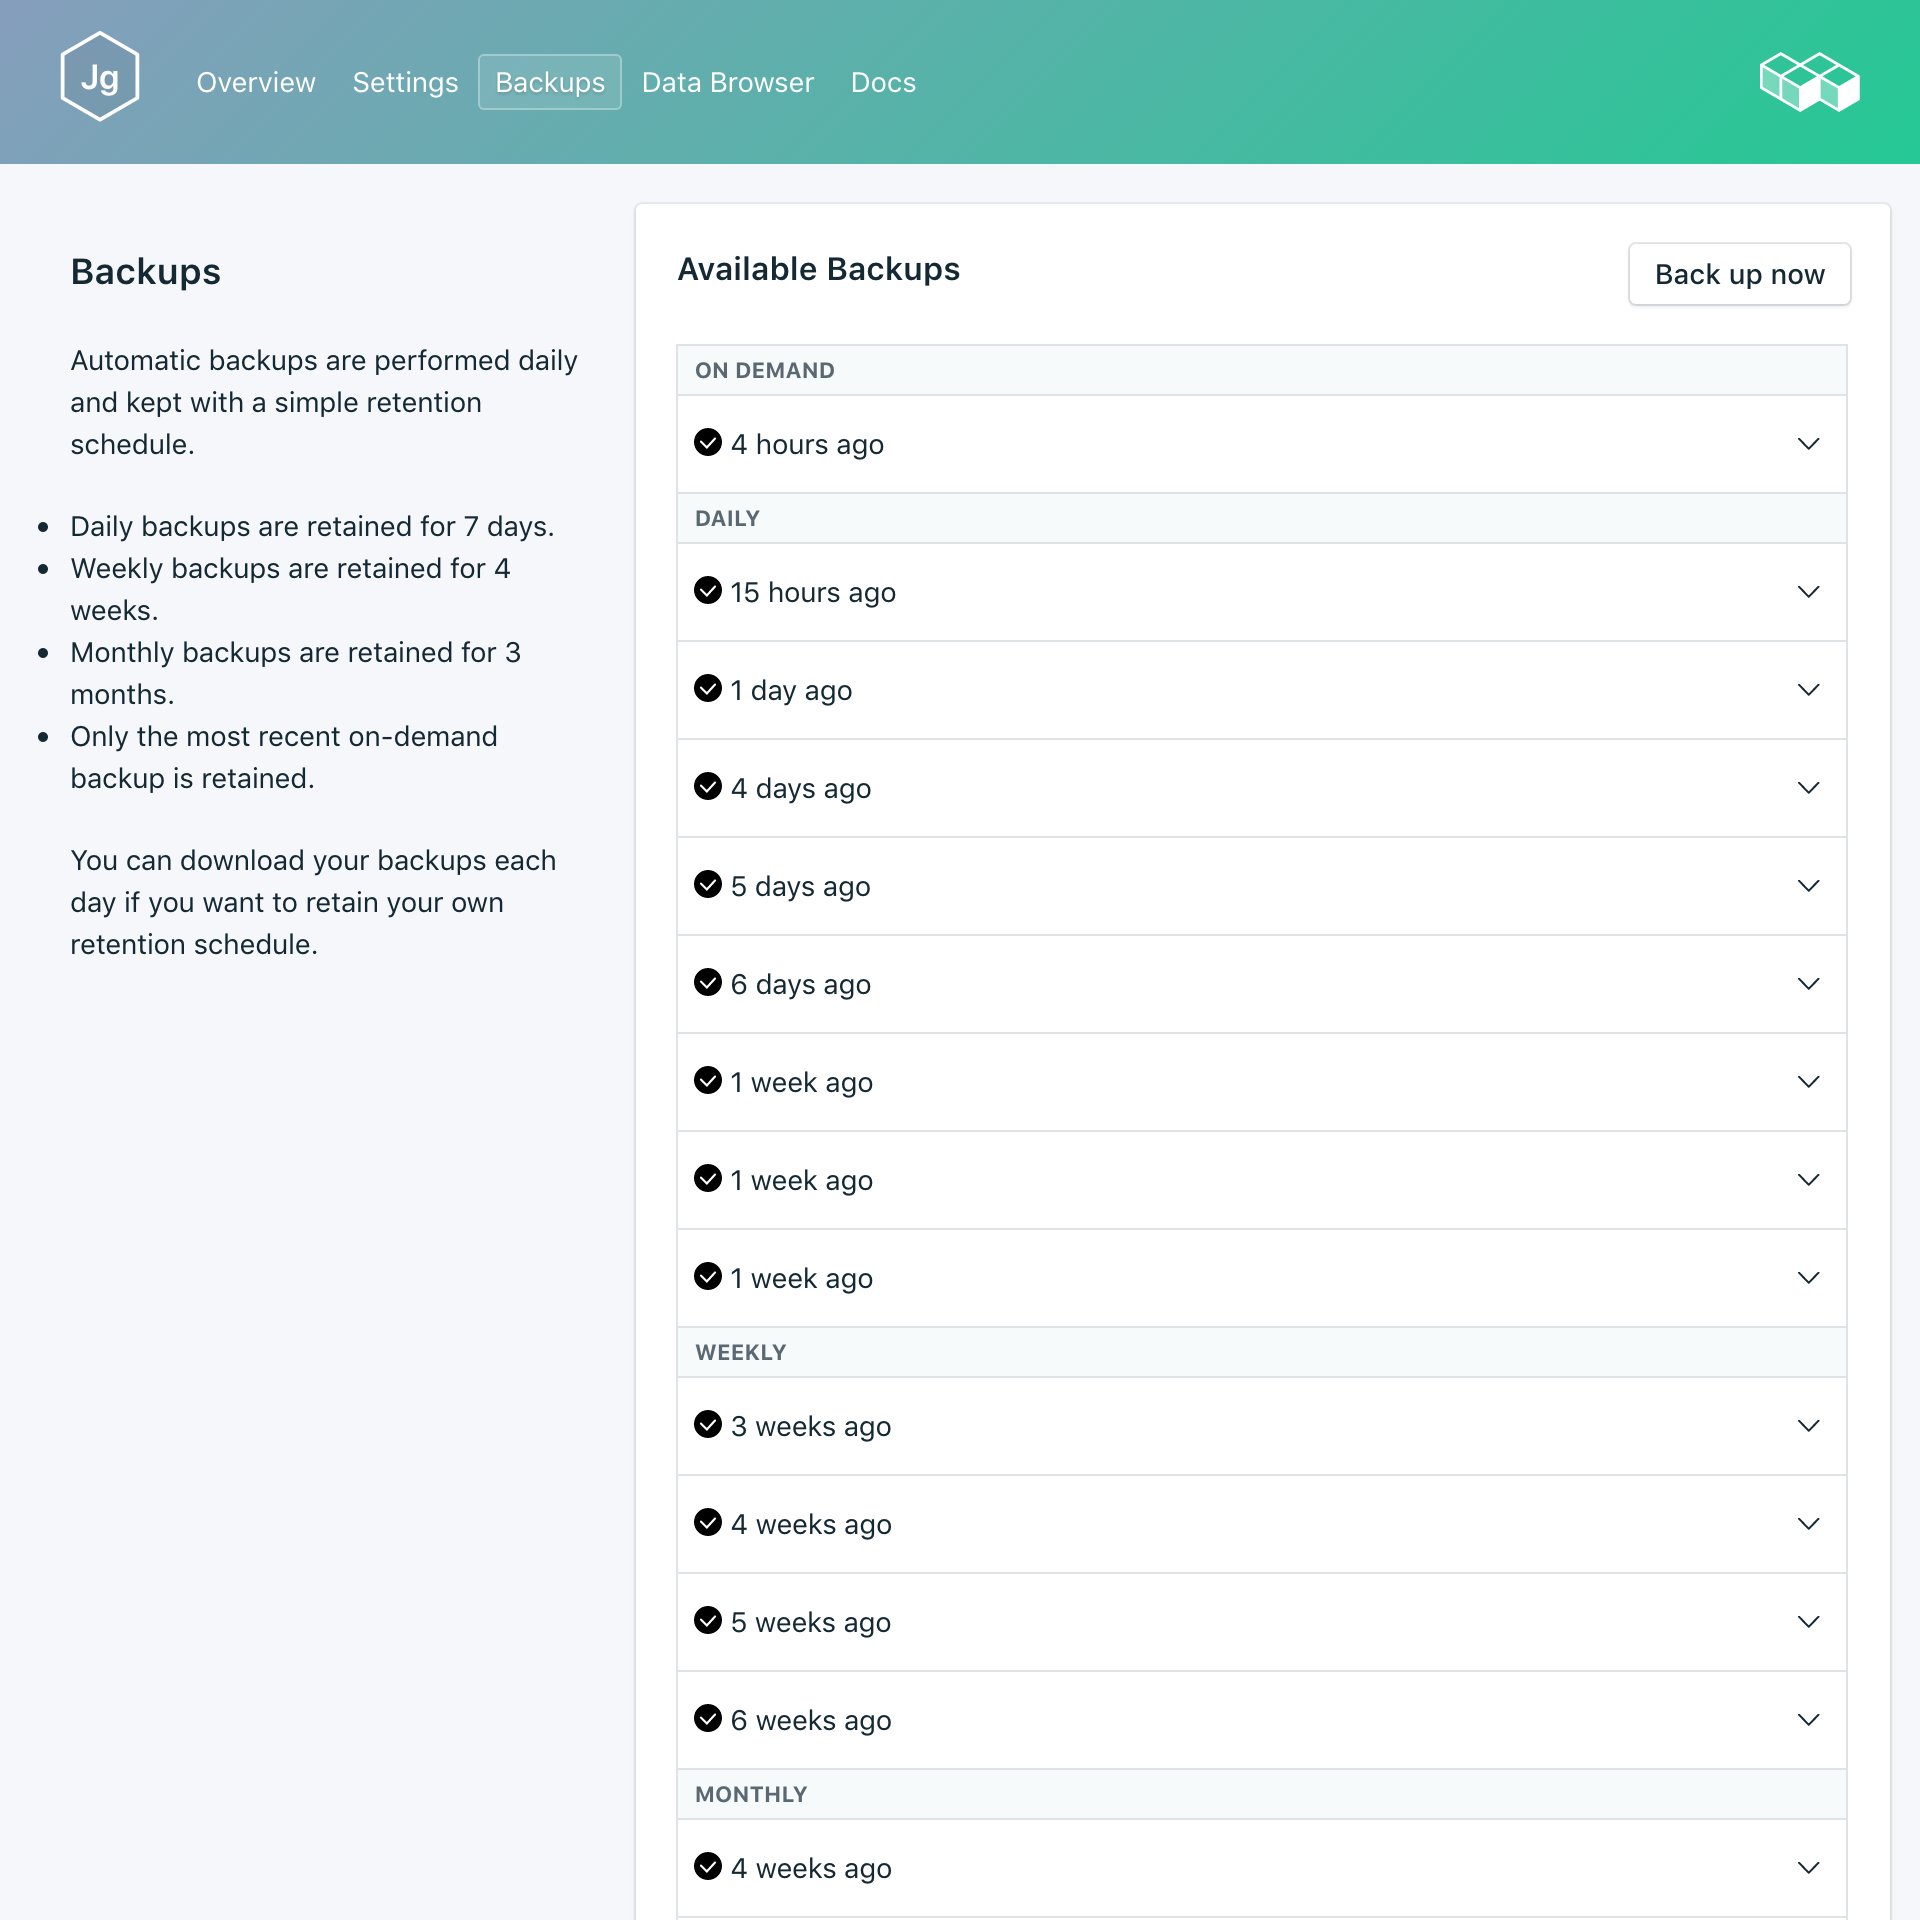 Jg
Overview Settings Backups Data Browser Docs
Backups
Automatic backups are performed daily
and kept with a simple retention
schedule.
Daily backups are retained for 7 days.
Weekly backups are retained for 4
weeks.
Monthly backups are retained for 3
months.
Only the most recent on-demand
backup is retained.
You can download your backups each
day if you want to retain your own
retention schedule.
Available Backups
Back up now
ON DEMAND
4 hours ago
DAILY
15 hours ago
1 day ago
4 days ago
5 days ago
6 days ago
1 week ago
1 week ago
1 week ago
WEEKLY
3 weeks ago
4 weeks ago
5 weeks ago
6 weeks ago
MONTHLY
4 weeks ago